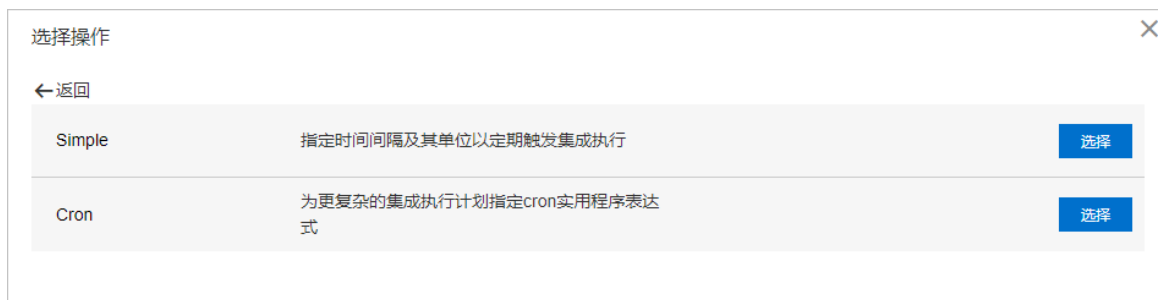 选择操作
返回
Simple 指定时间间隔及其单位以定期触发集成执行 选择
Cron 为更复杂的集成执行计划指定cron实用程序表达
式 选择